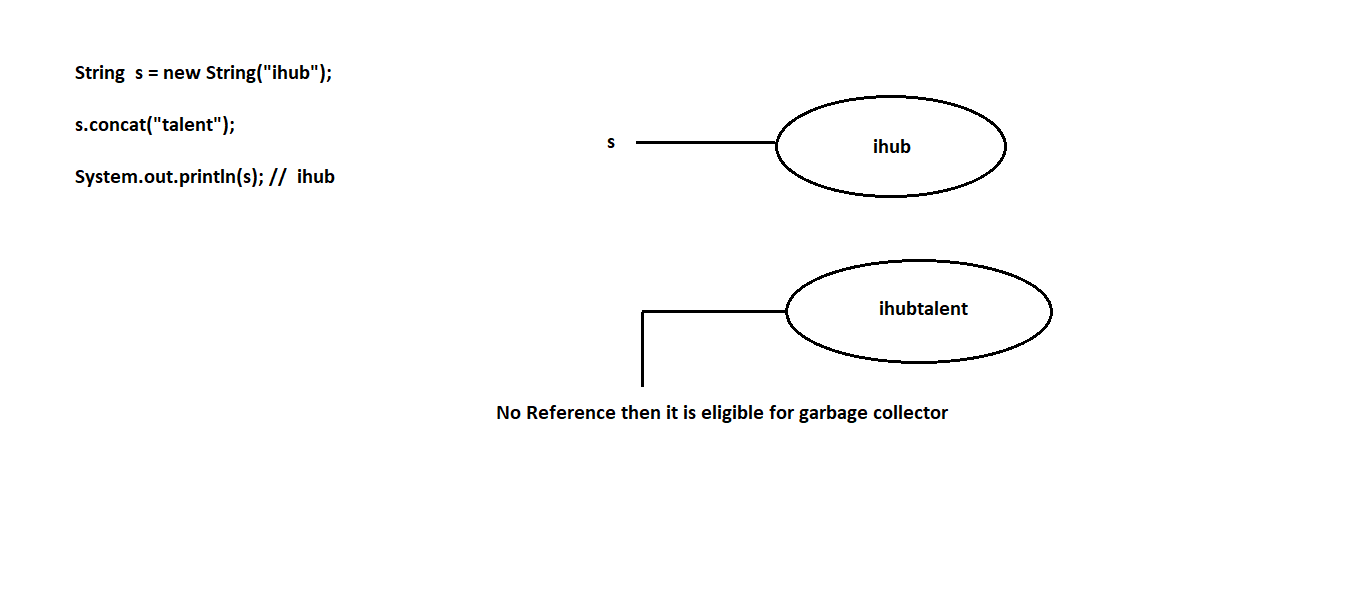 String  s = new String("ihub");
s.concat("talent");
System.out.println(s); //  ihub
s
ihub
ihubtalent
No Reference then it is eligible for garbage collector